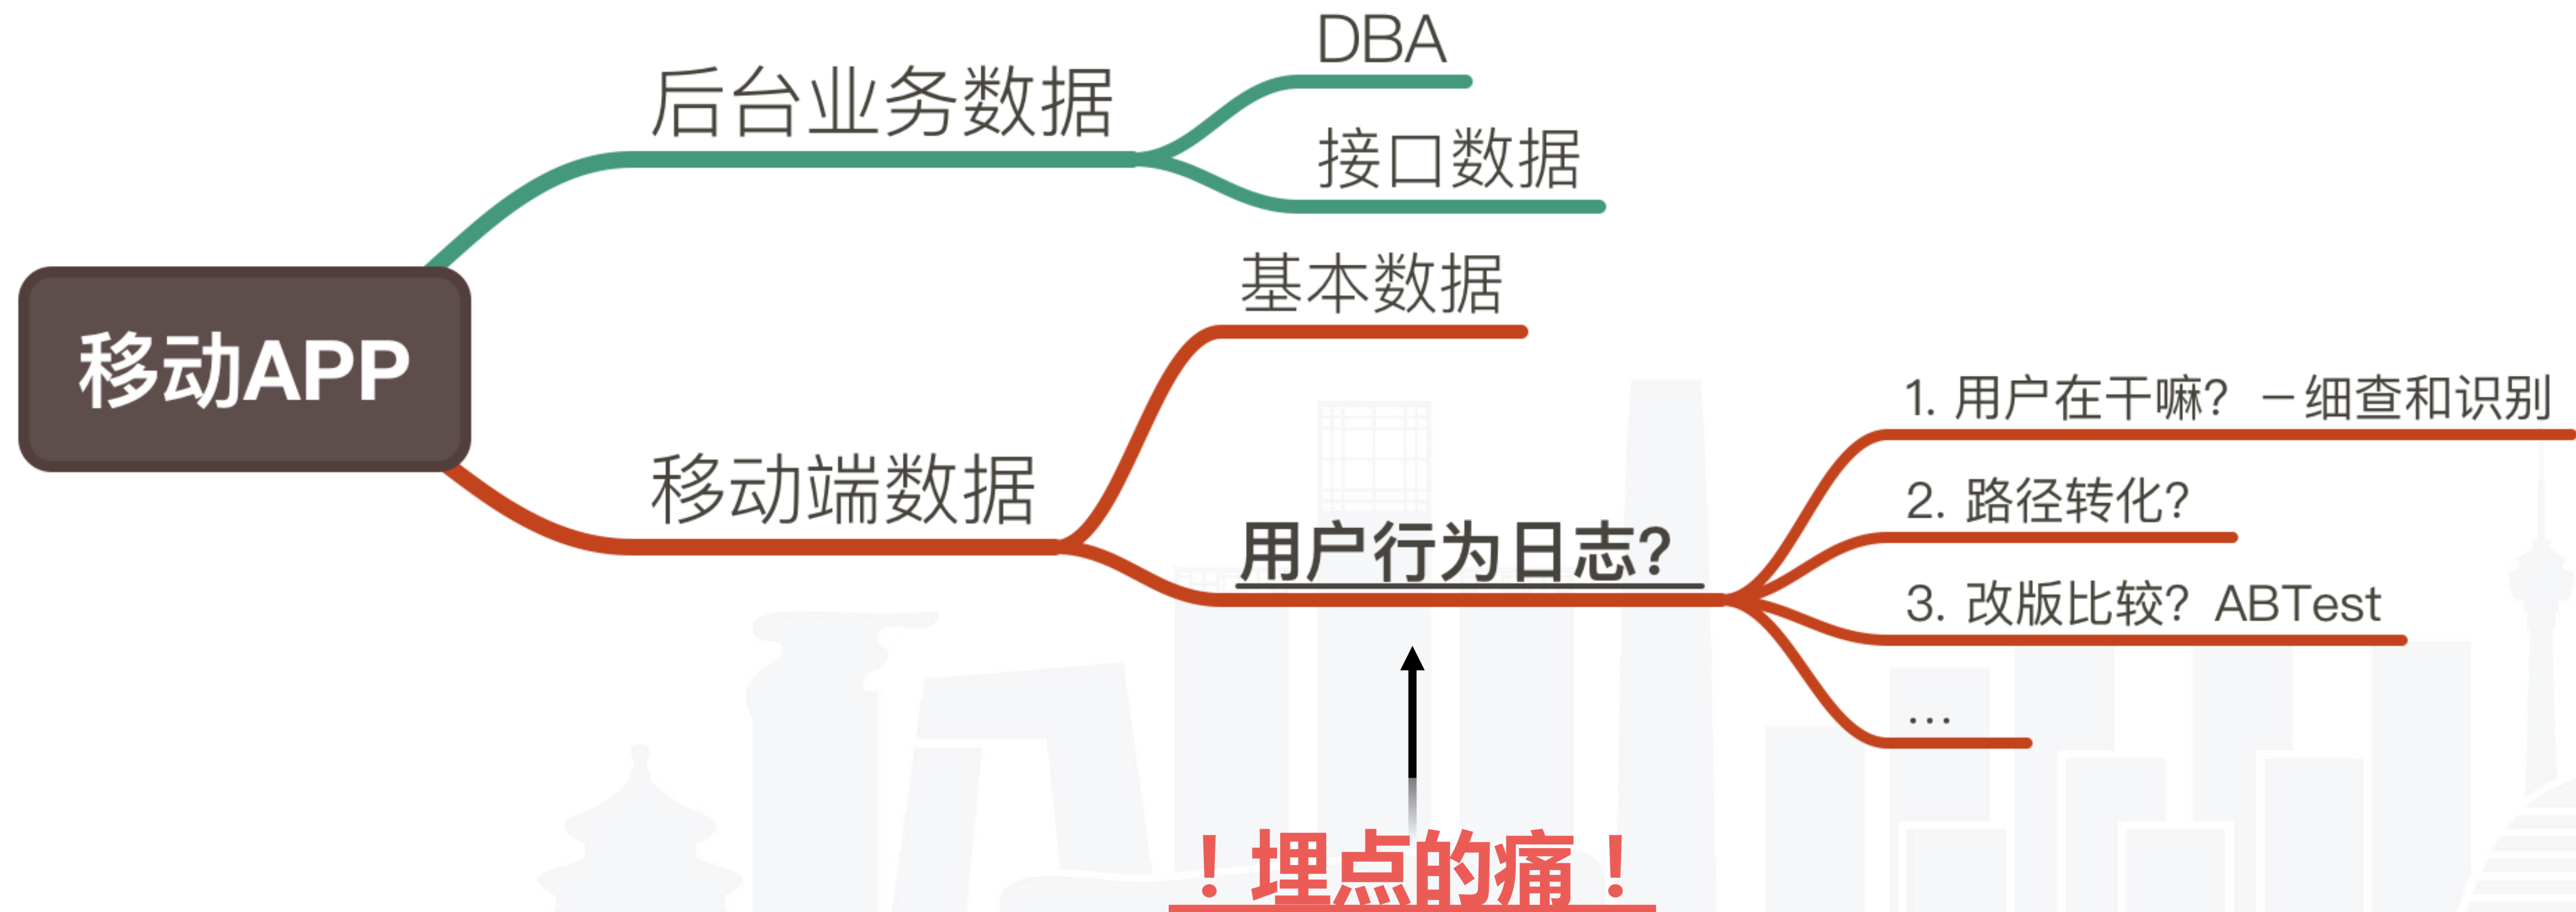 移动APP
后台业务数据
DBA
接口数据
移动端数据
基本数据
用户行为日志?
1. 用户在干嘛? – 细查和识别
2. 路径转化?
3. 改版比较? ABTest
...
！埋点的痛！